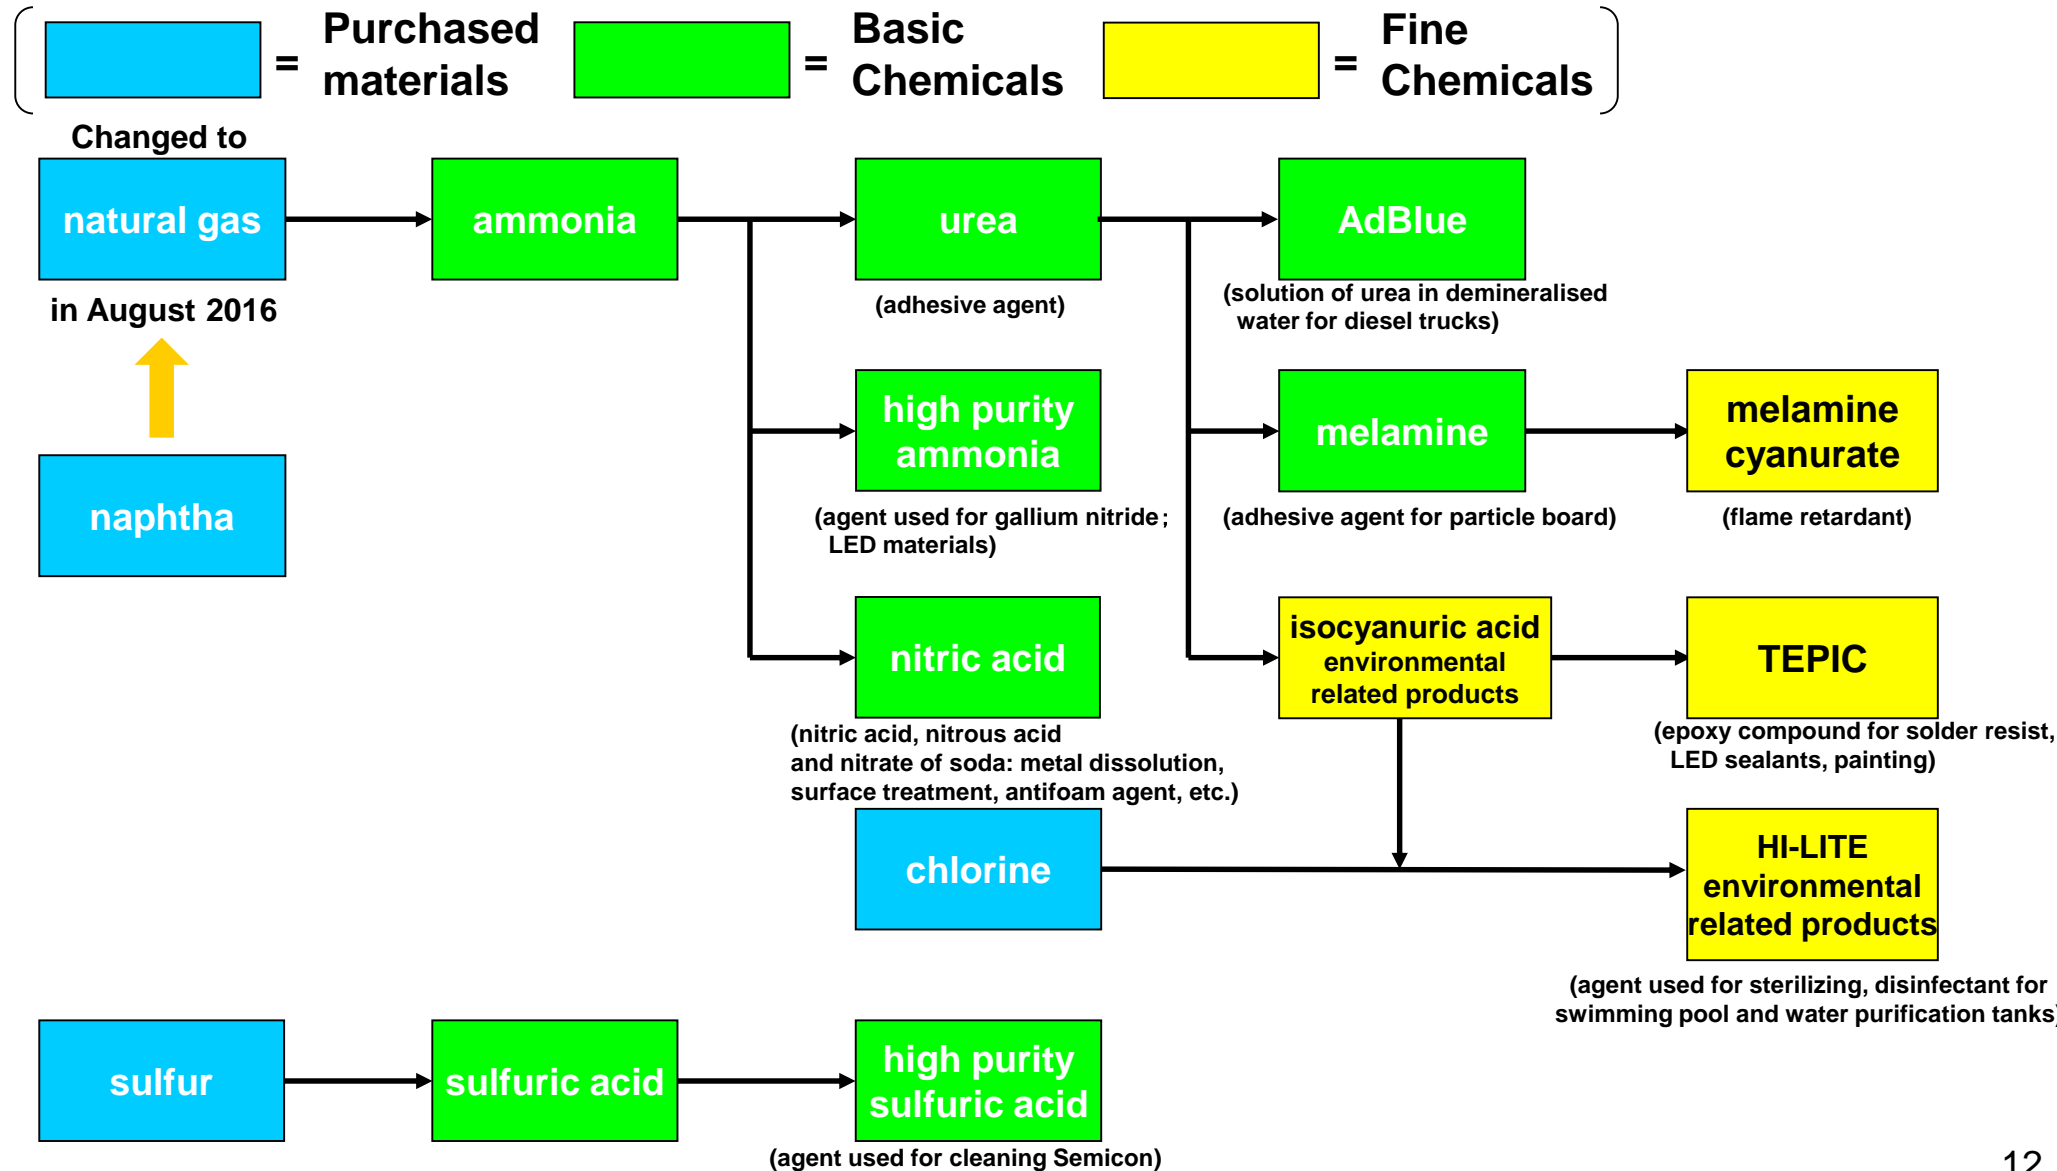 = Purchased materials = Basic Chemicals = Fine Chemicals
Changed to
natural gas
in August 2016
naphtha
ammonia
urea
(adhesive agent)
AdBlue
(solution of urea in demineralised
water for diesel trucks)
high purity
ammonia
(agent used for gallium nitride;
LED materials)
melamine
(adhesive agent for particle board)
melamine
cyanurate
(flame retardant)
nitric acid
(nitric acid, nitrous acid
and nitrate of soda: metal dissolution,
surface treatment, antifoam agent, etc.)
isocyanuric acid
environmental
related products
TEPIC
(epoxy compound for solder resist,
LED sealants, painting)
chlorine
HI-LITE
environmental
related products
(agent used for sterilizing, disinfectant for
swimming pool and water purification tanks)
sulfur
sulfuric acid
high purity
sulfuric acid
(agent used for cleaning Semicon)
12